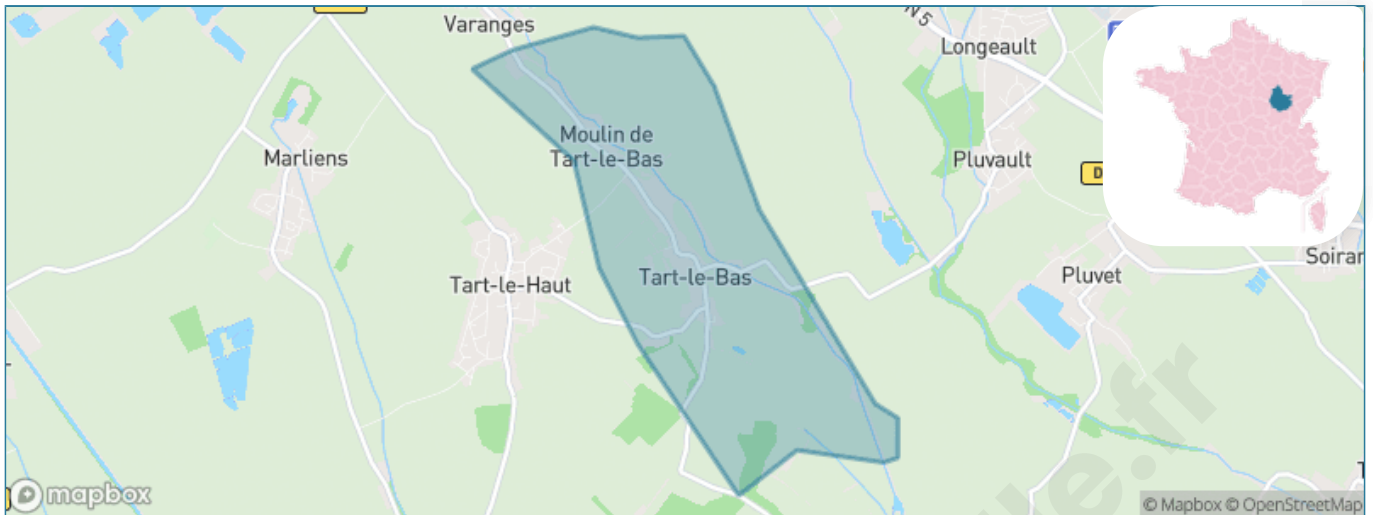 Varanges
N 5
Longeault
Moulin de
Tart-le-Bas
Marliens
Pluvault
D
Tart-le-Haut
Tart-le-Bas
Pluvet
Soiran
mapbox
© Mapbox © OpenStreetMap